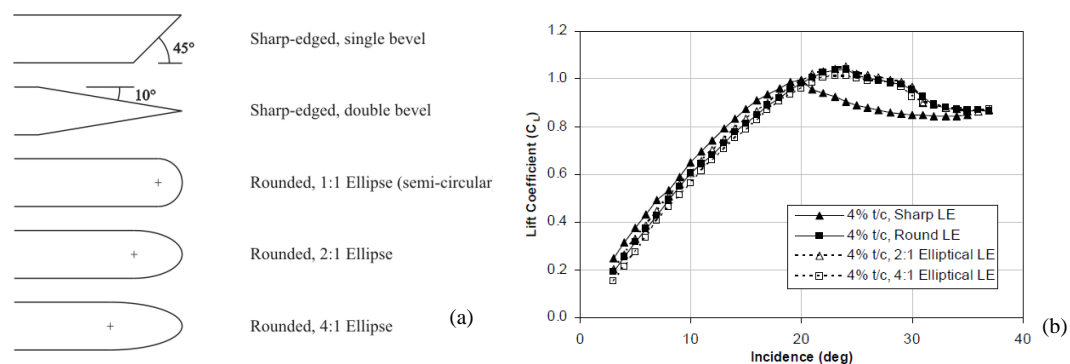 45°
Sharp-edged, single bevel
10°
Sharp-edged, double bevel
Rounded, 1:1 Ellipse (semi-circular
Rounded, 2:1 Ellipse
Rounded, 4:1 Ellipse
(a)
Lift Coefficient (CL)
1.2
1.0
0.8
0.6
0.4
0.2
0.0
4% t/c, Sharp LE
4% t/c, Round LE
4% t/c, 2:1 Elliptical LE
4% t/c, 4:1 Elliptical LE
0 10 20 30 40
Incidence (deg)
(b)